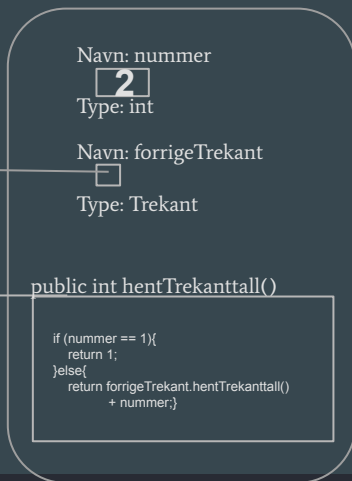 Navn: nummer
2
Type: int
Navn: forrigeTrekant
Type: Trekant
public int hentTrekanttall()
if (nummer == 1){
return 1;
}else{
return forrigeTrekant.hentTrekanttall()
+ nummer;}